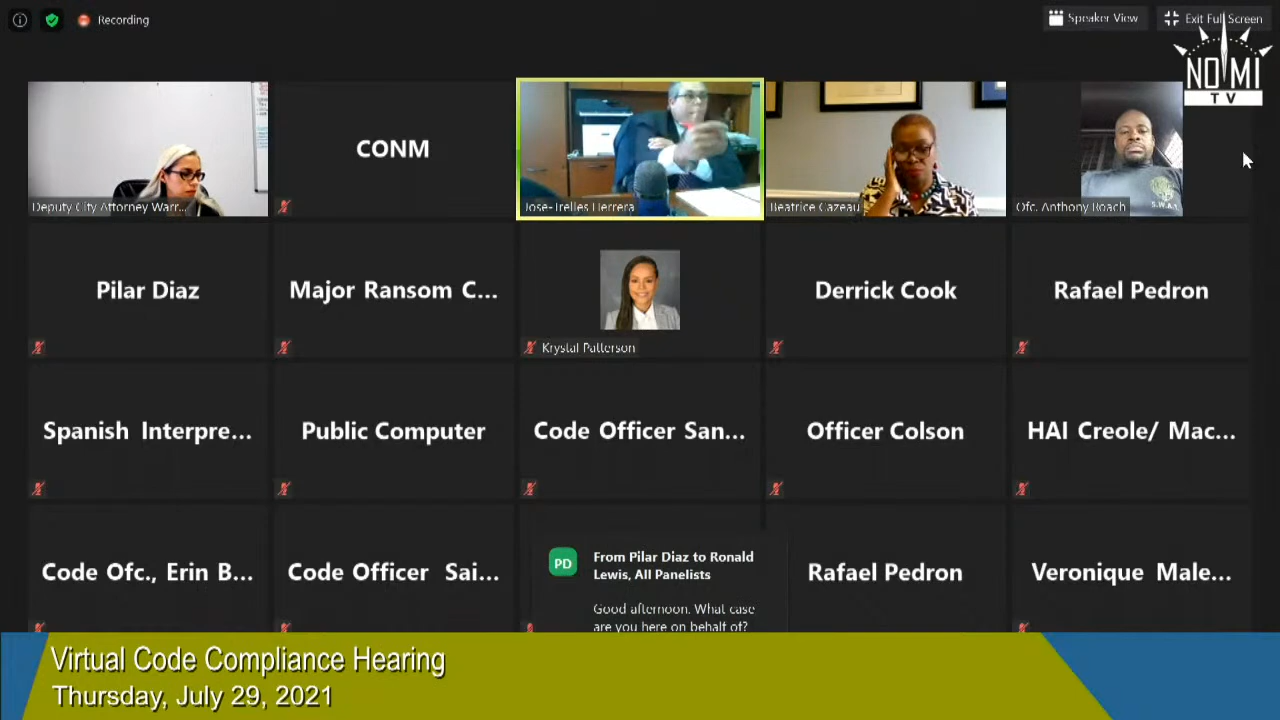 Recording
Speaker View
Exit Full Screen
NOMI
TV
CONM
Deputy City Attorney Warr...
Jose-Trelles Herrera
Beatrice Cazeau
Ofc. Anthony Roach
S.W.A.T.
Pilar Diaz
Major Ransom C...
Krystal Patterson
Derrick Cook
Rafael Pedron
Spanish Interpre...
Public Computer
Code Officer San...
Officer Colson
HAI Creole/ Mac...
Code Ofc., Erin B...
Code Officer Sai...
PD
From Pilar Diaz to Ronald
Lewis, All Panelists
Good afternoon. What case
are you here on behalf of?
Rafael Pedron
Veronique Male...
Virtual Code Compliance Hearing
Thursday, July 29, 2021